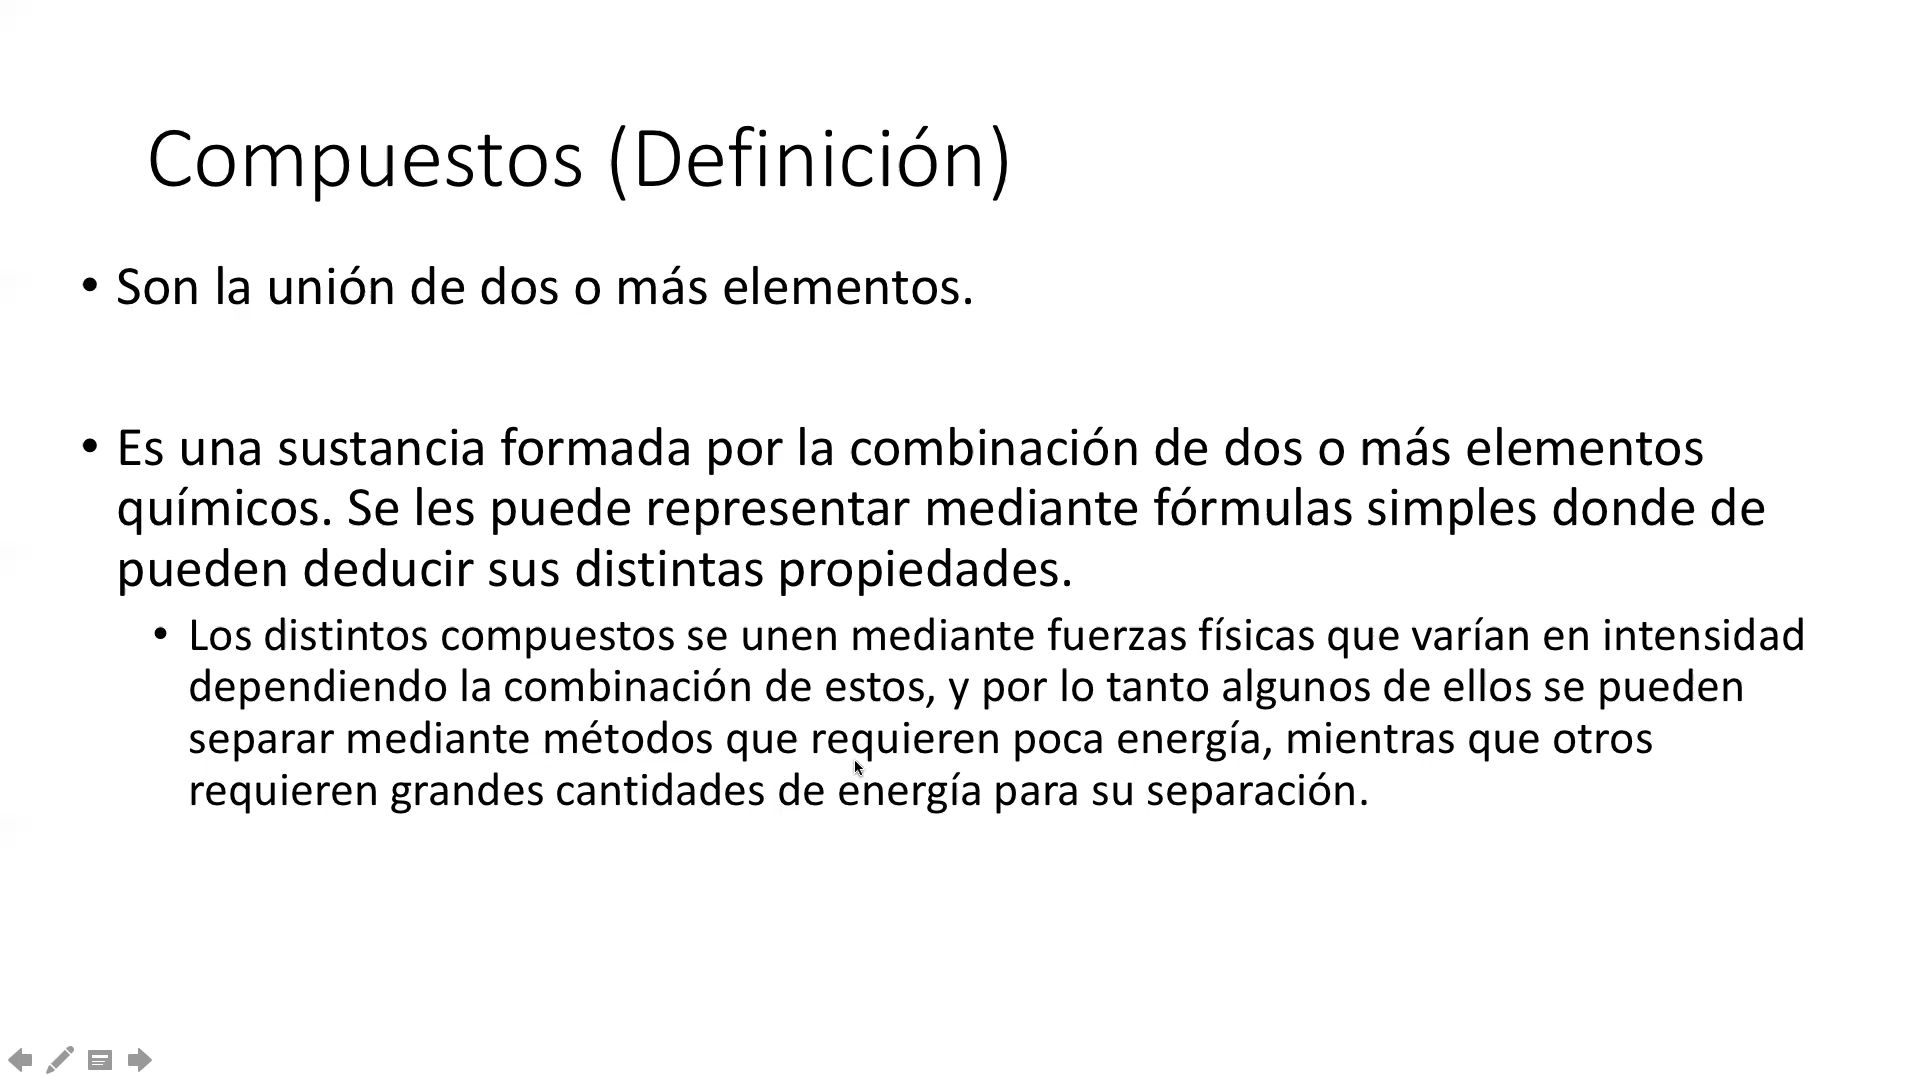 Compuestos (Definición)
• Son la unión de dos o más elementos.
• Es una sustancia formada por la combinación de dos o más elementos
químicos. Se les puede representar mediante fórmulas simples donde de
pueden deducir sus distintas propiedades.
• Los distintos compuestos se unen mediante fuerzas físicas que varían en intensidad
dependiendo la combinación de estos, y por lo tanto algunos de ellos se pueden
separar mediante métodos que requieren poca energía, mientras que otros
requieren grandes cantidades de energía para su separación.